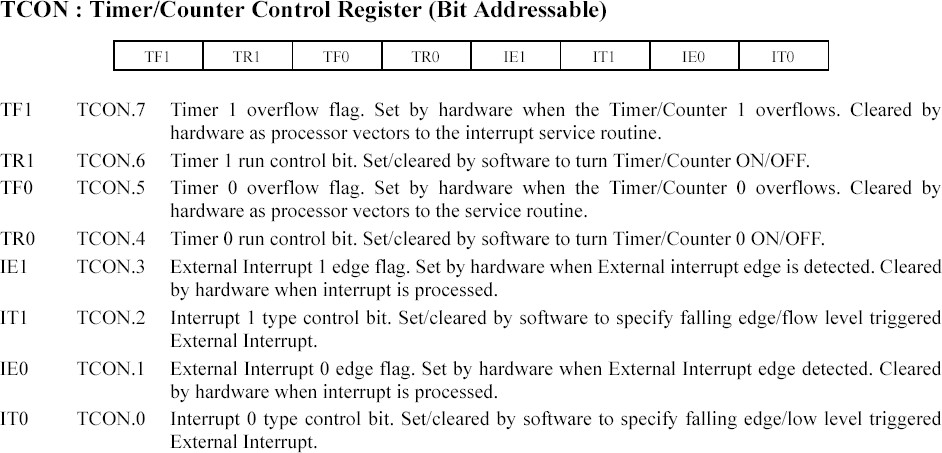 TCON : Timer/Counter Control Register (Bit Addressable)
TF1 TR1 TF0 TR0 IE1 IT1 IE0 IT0
TF1 TCON.7 Timer 1 overflow flag. Set by hardware when the Timer/Counter 1 overflows. Cleared by
hardware as processor vectors to the interrupt service routine.
TR1 TCON.6 Timer 1 run control bit. Set/cleared by software to turn Timer/Counter ON/OFF.
TF0 TCON.5 Timer 0 overflow flag. Set by hardware when the Timer/Counter 0 overflows. Cleared by
hardware as processor vectors to the service routine.
TR0 TCON.4 Timer 0 run control bit. Set/cleared by software to turn Timer/Counter 0 ON/OFF.
IE1 TCON.3 External Interrupt 1 edge flag. Set by hardware when External interrupt edge is detected. Cleared
by hardware when interrupt is processed.
IT1 TCON.2 Interrupt 1 type control bit. Set/cleared by software to specify falling edge/flow level triggered
External Interrupt.
IE0 TCON.1 External Interrupt 0 edge flag. Set by hardware when External Interrupt edge detected. Cleared
by hardware when interrupt is processed.
IT0 TCON.0 Interrupt 0 type control bit. Set/cleared by software to specify falling edge/low level triggered
External Interrupt.